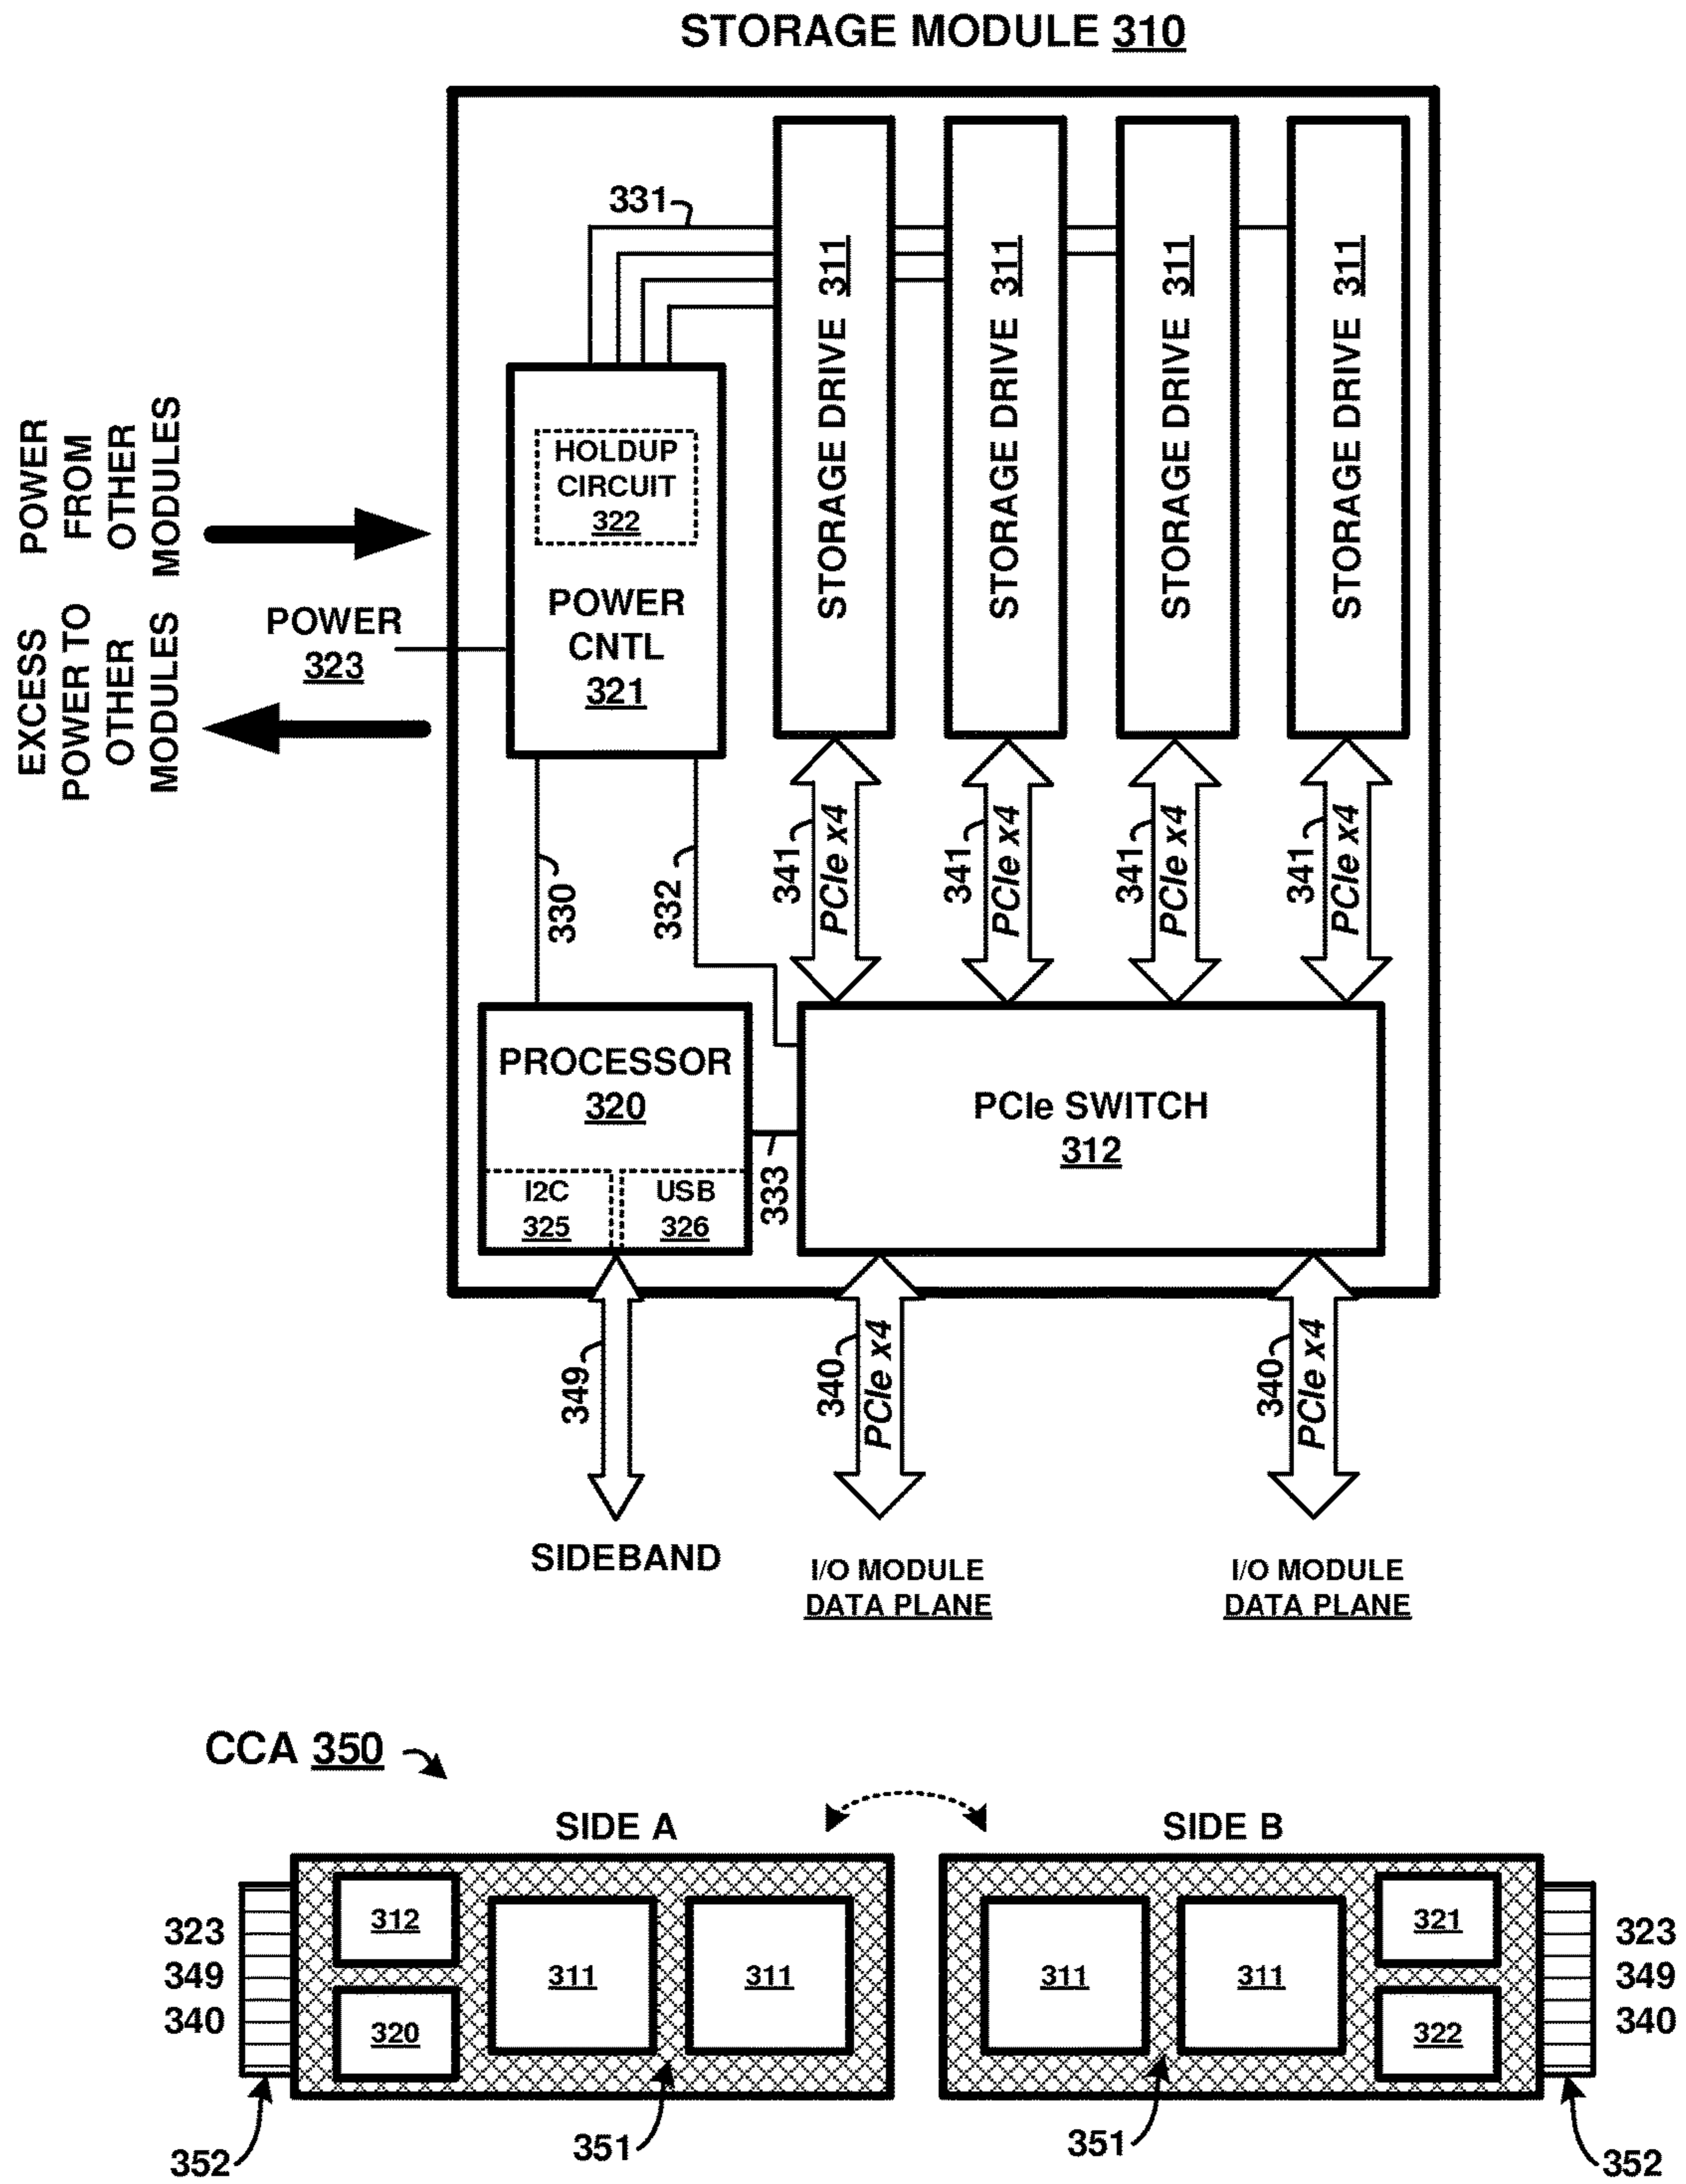 STORAGE MODULE 310
331
STORAGE DRIVE 311
STORAGE DRIVE 311
STORAGE DRIVE 311
STORAGE DRIVE 311
HOLDUP
CIRCUIT
322
POWER
CNTL
321
POWER
FROM
OTHER
MODULES
POWER
323
EXCESS
POWER TO
OTHER
MODULES
330
332
341
PCIe x4
341
PCIe x4
341
PCIe x4
341
PCIe x4
PROCESSOR
320
I2C
325
USB
326
333
PCIe SWITCH
312
349
340
PCIe x4
340
PCIe x4
SIDEBAND
I/O MODULE
DATA PLANE
I/O MODULE
DATA PLANE
CCA 350
SIDE A
SIDE B
323
349
340
312
320
311
311
311
311
321
322
323
349
340
352
351
351
352